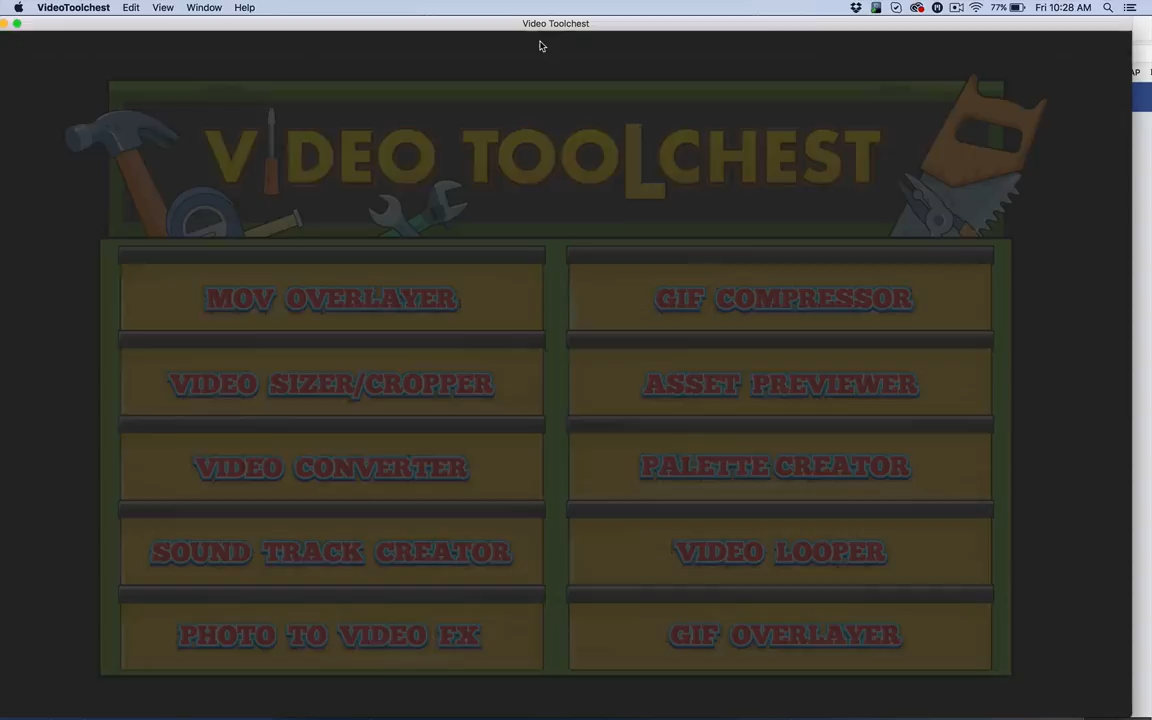 VideoToolchest Edit View Window Help 77% Fri 10:28 AM
Video Toolchest
AP
VIDEO TOOLCHEST
MOV OVERLAYER
GIF COMPRESSOR
VIDEO SIZER/CROPPER
ASSET PREVIEWER
VIDEO CONVERTER
PALETTE CREATOR
SOUND TRACK CREATOR
VIDEO LOOPER
PHOTO TO VIDEO FX
GIF OVERLAYER